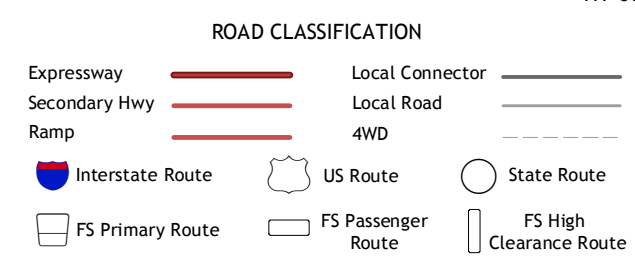 ROAD CLASSIFICATION
Expressway
Local Connector
Secondary Hwy
Local Road
Ramp
4WD
Interstate Route
US Route
State Route
FS Primary Route
FS Passenger
Route
FS High
Clearance Route